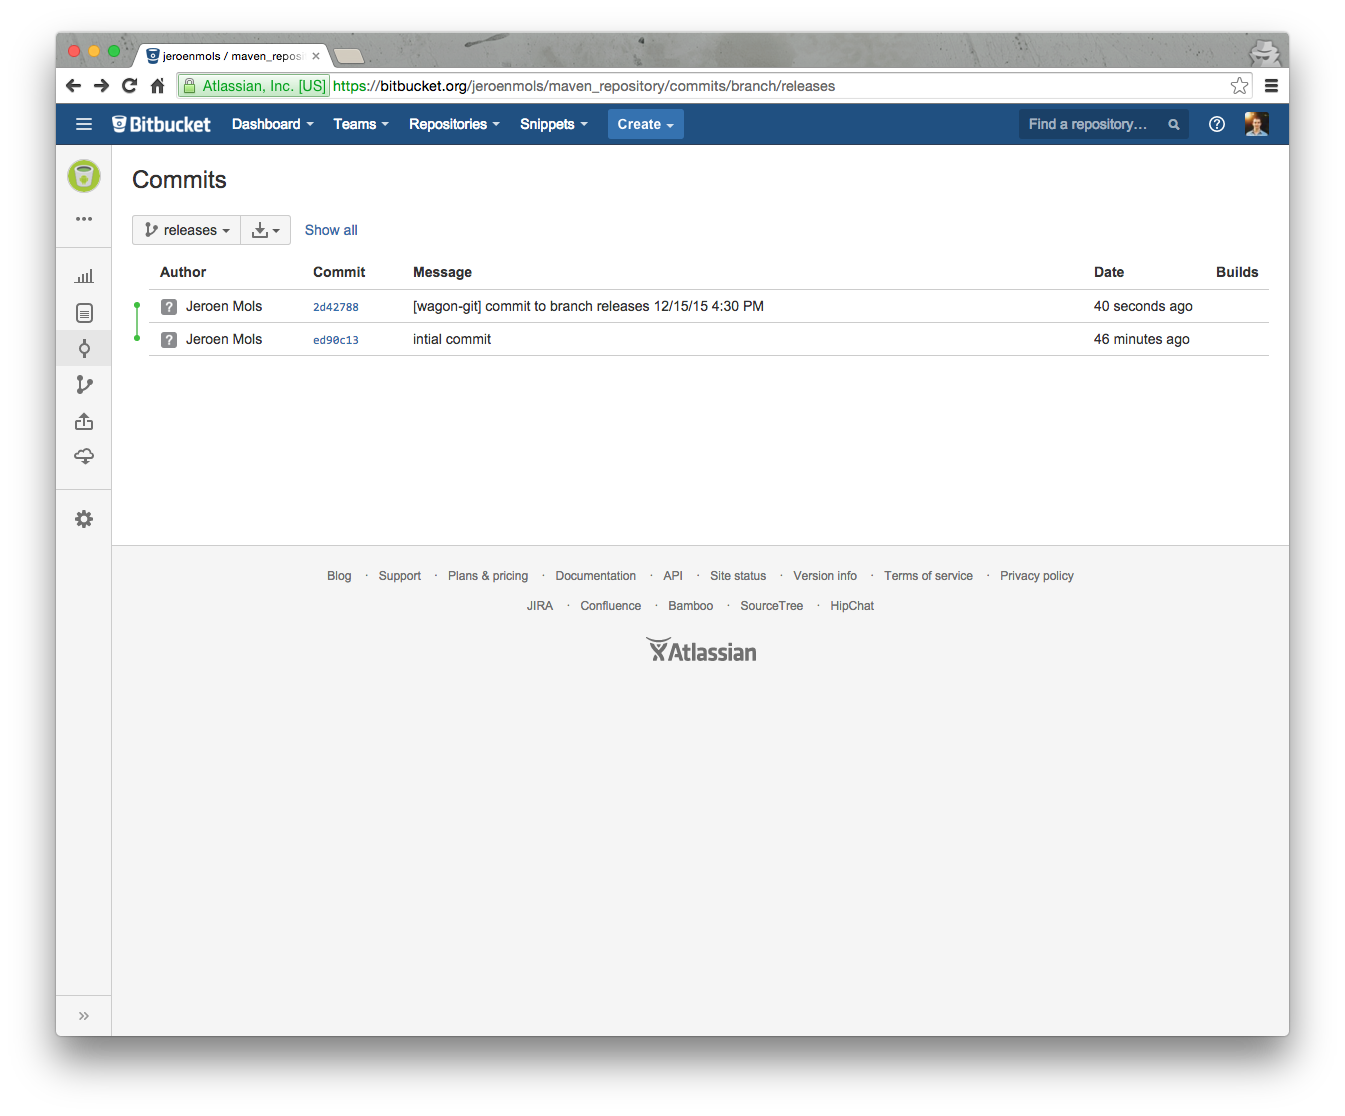 jeroenmols / maven_reposi
Atlassian, Inc. [US] https://bitbucket.org/jeroenmols/maven_repository/commits/branch/releases
Bitbucket Dashboard Teams Repositories Snippets Create Find a repository...
Commits
releases Show all
Author Commit Message Date Builds
? Jeroen Mols 2d42788 [wagon-git] commit to branch releases 12/15/15 4:30 PM 40 seconds ago
? Jeroen Mols ed90c13 intial commit 46 minutes ago
Blog · Support · Plans & pricing · Documentation · API · Site status · Version info · Terms of service · Privacy policy
JIRA · Confluence · Bamboo · SourceTree · HipChat
Atlassian